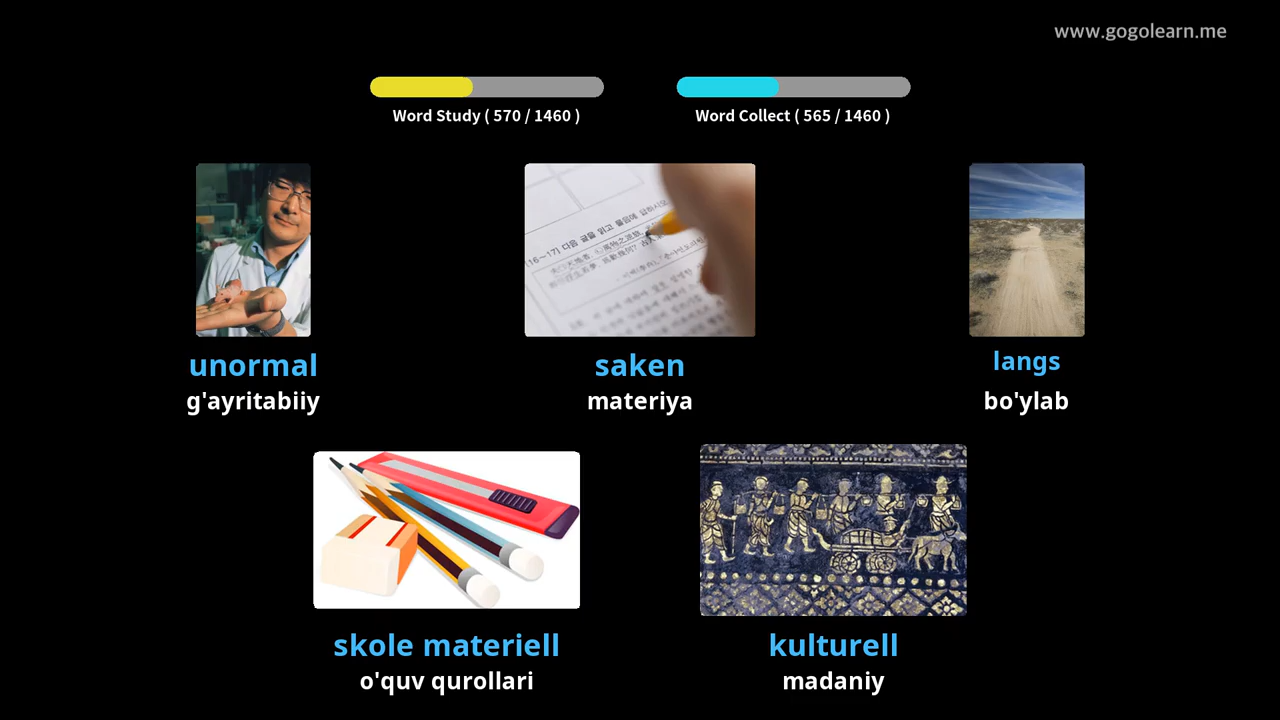 www.gogolearn.me
Word Study ( 570 / 1460 )
Word Collect ( 565 / 1460 )
unormal
g'ayritabiiy
saken
materiya
langs
bo'ylab
skole materiell
o'quv qurollari
kulturell
madaniy